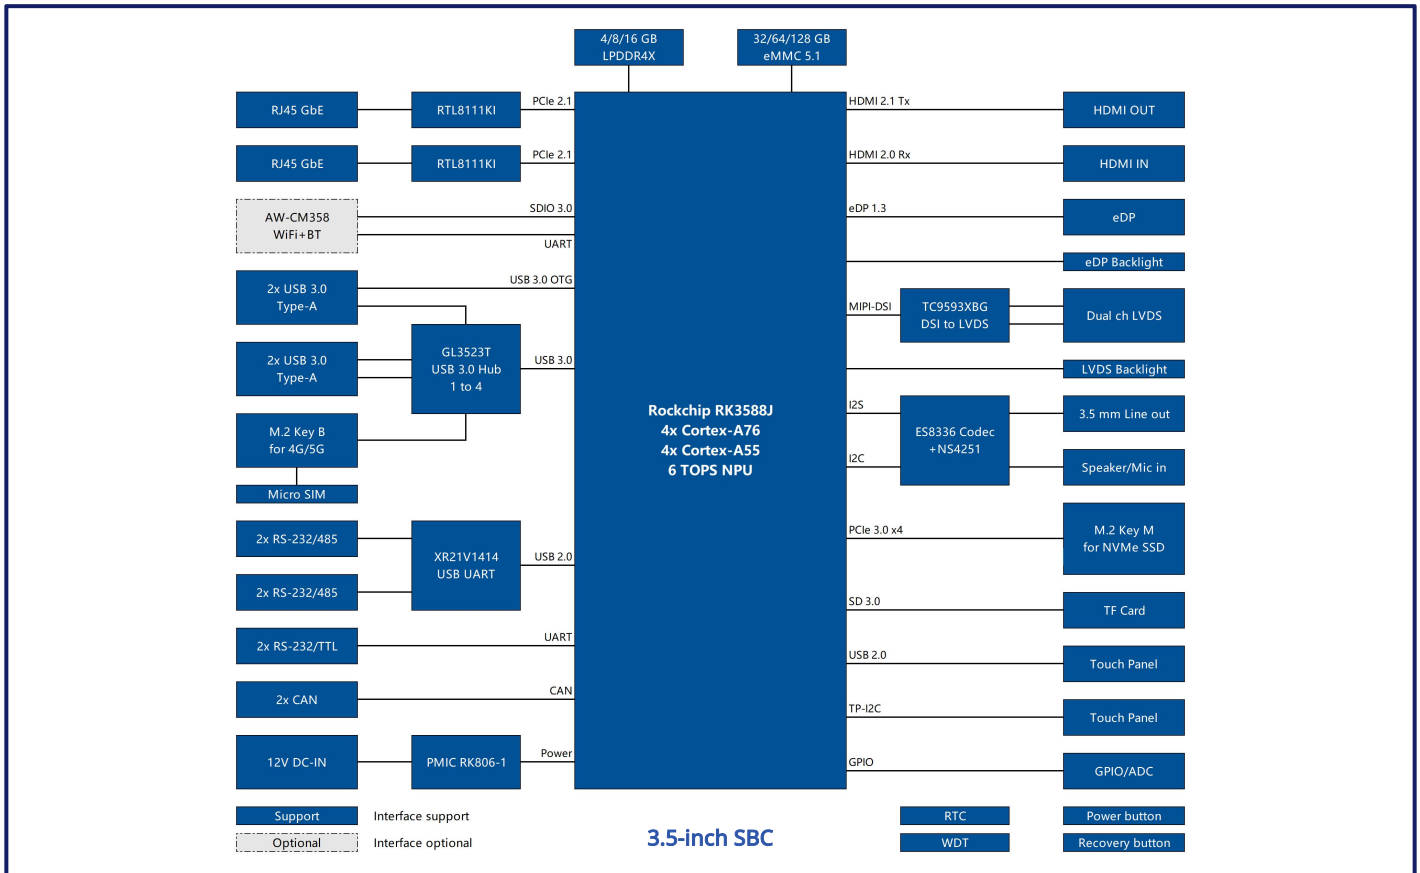 4/8/16 GB
LPDDR4X
32/64/128 GB
eMMC 5.1
RJ45 GbE
RTL8111KI
PCIe 2.1
RJ45 GbE
RTL8111KI
PCIe 2.1
AW-CM358
WiFi+BT
SDIO 3.0
UART
2x USB 3.0
Type-A
USB 3.0 OTG
2x USB 3.0
Type-A
GL3523T
USB 3.0 Hub
1 to 4
USB 3.0
M.2 Key B
for 4G/5G
Micro SIM
2x RS-232/485
2x RS-232/485
XR21V1414
USB UART
USB 2.0
2x RS-232/TTL
UART
2x CAN
CAN
12V DC-IN
PMIC RK806-1
Power
Rockchip RK3588J
4x Cortex-A76
4x Cortex-A55
6 TOPS NPU
HDMI 2.1 Tx
HDMI OUT
HDMI 2.0 Rx
HDMI IN
eDP 1.3
eDP
eDP Backlight
MIPI-DSI
TC9593XBG
DSI to LVDS
Dual ch LVDS
LVDS Backlight
I2S
I2C
ES8336 Codec
+NS4251
3.5 mm Line out
Speaker/Mic in
PCIe 3.0 x4
M.2 Key M
for NVMe SSD
SD 3.0
TF Card
USB 2.0
Touch Panel
TP-I2C
Touch Panel
GPIO
GPIO/ADC
Support
Interface support
Optional
Interface optional
3.5-inch SBC
RTC
WDT
Power button
Recovery button